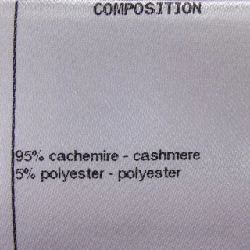 COMPOSITION
95% cachemire - cashmere
5% polyester - polyester